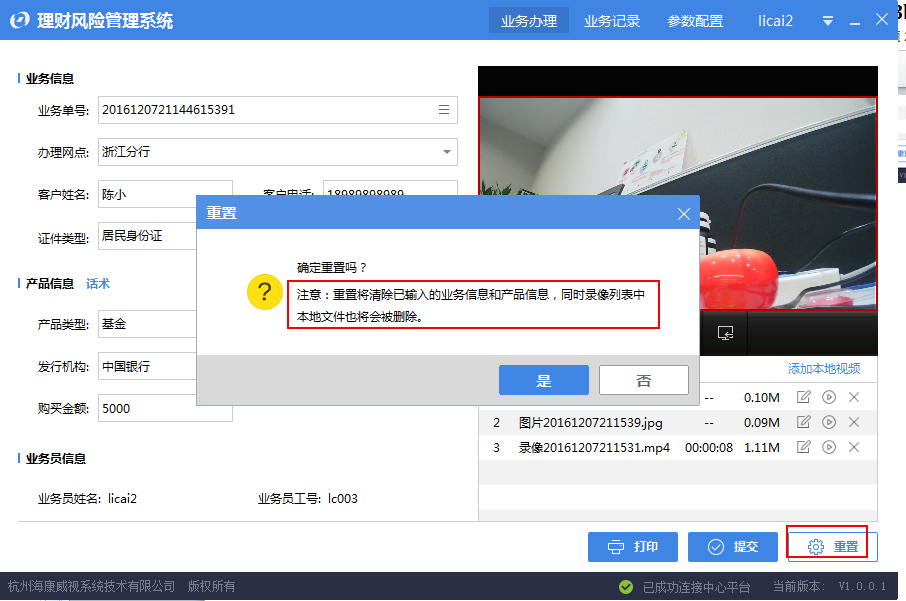 理财风险管理系统
业务办理 业务记录 参数配置 licai2
业务信息
业务单号: 2016120721144615391
办理网点: 浙江分行
客户姓名: 陈小 客户电话: 18989898989
证件类型: 居民身份证
重置
确定重置吗？
注意：重置将清除已输入的业务信息和产品信息，同时录像列表中
本地文件也将会被删除。
是 否
产品信息 话术
产品类型: 基金
发行机构: 中国银行
购买金额: 5000
添加本地视频
-- 0.10M
2 图片20161207211539.jpg -- 0.09M
3 录像20161207211531.mp4 00:00:08 1.11M
业务员信息
业务员姓名: licai2 业务员工号: lc003
打印 提交 重置
杭州海康威视系统技术有限公司 版权所有 已成功连接中心平台 当前版本: V1.0.0.1